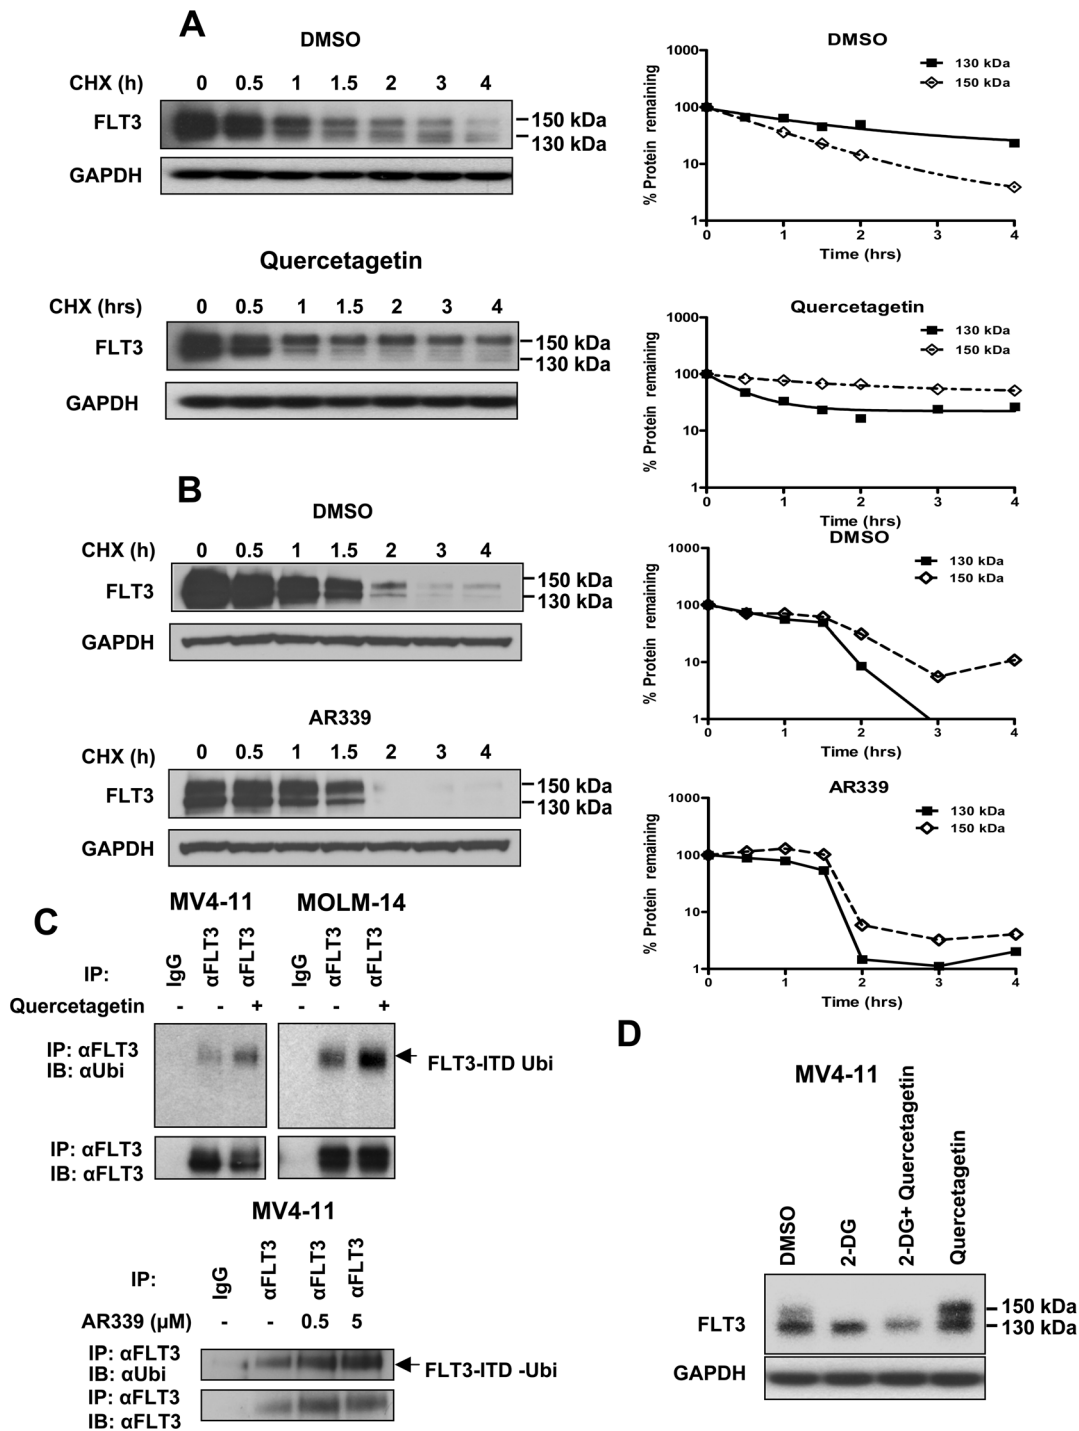 A
DMSO
CHX (h) 0 0.5 1 1.5 2 3 4
FLT3
150 kDa
130 kDa
GAPDH
DMSO
1000
100
10
1
% Protein remaining
130 kDa
150 kDa
0 1 2 3 4
Time (hrs)
Quercetagetin
CHX (hrs) 0 0.5 1 1.5 2 3 4
FLT3
150 kDa
130 kDa
GAPDH
Quercetagetin
1000
100
10
1
% Protein remaining
130 kDa
150 kDa
0 1 2 3 4
Time (hrs)
B
DMSO
CHX (h) 0 0.5 1 1.5 2 3 4
FLT3
150 kDa
130 kDa
GAPDH
DMSO
1000
100
10
1
% Protein remaining
130 kDa
150 kDa
0 1 2 3 4
Time (hrs)
AR339
CHX (h) 0 0.5 1 1.5 2 3 4
FLT3
150 kDa
130 kDa
GAPDH
AR339
1000
100
10
1
% Protein remaining
130 kDa
150 kDa
0 1 2 3 4
Time (hrs)
C
MV4-11 MOLM-14
IP: IgG αFLT3 αFLT3 IgG αFLT3 αFLT3
Quercetagetin - - + - - +
IP: αFLT3
IB: αUbi
FLT3-ITD Ubi
IP: αFLT3
IB: αFLT3
MV4-11
IP: IgG αFLT3 αFLT3 αFLT3
AR339 (µM) - - 0.5 5
IP: αFLT3
IB: αUbi
FLT3-ITD -Ubi
IP: αFLT3
IB: αFLT3
D
MV4-11
DMSO
2-DG
2-DG+ Quercetagetin
Quercetagetin
FLT3
150 kDa
130 kDa
GAPDH